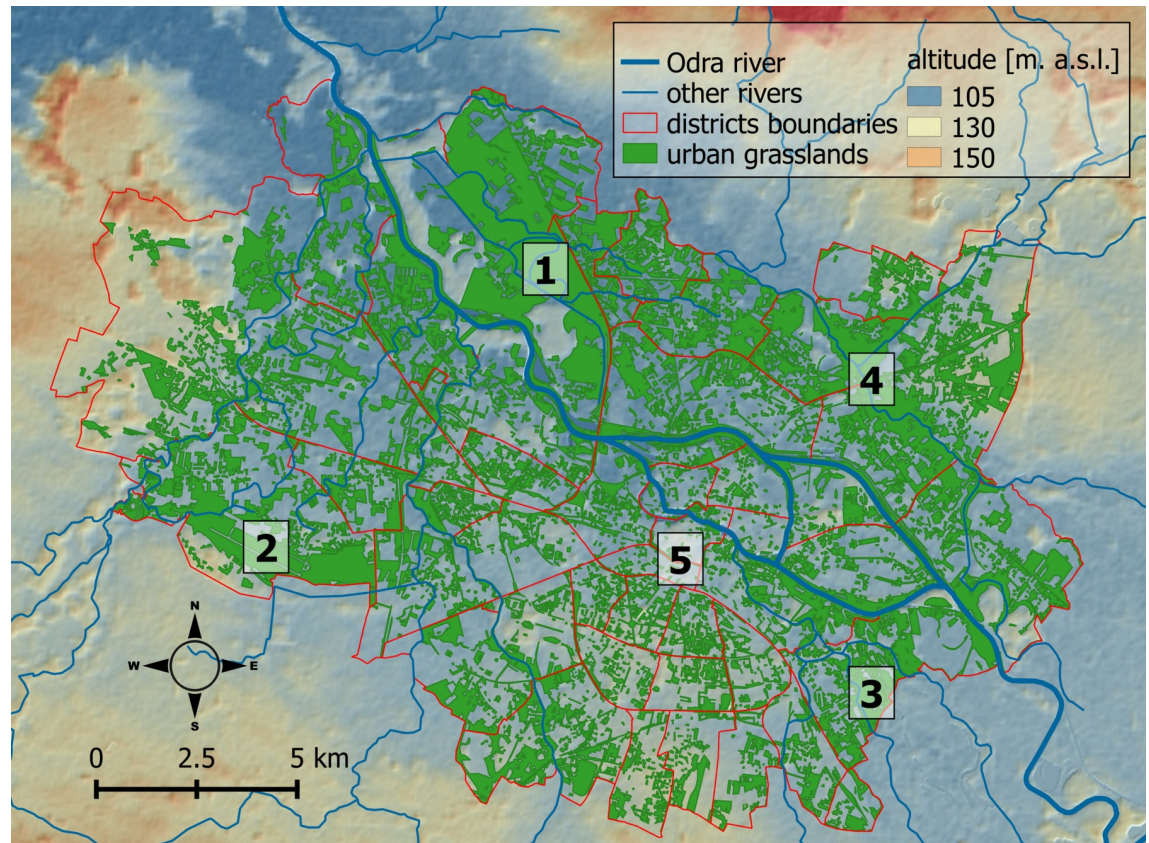 Odra river
other rivers
districts boundaries
urban grasslands
altitude [m. a.s.l.]
105
130
150
1
4
2
5
3
N
W E
S
0 2.5 5 km